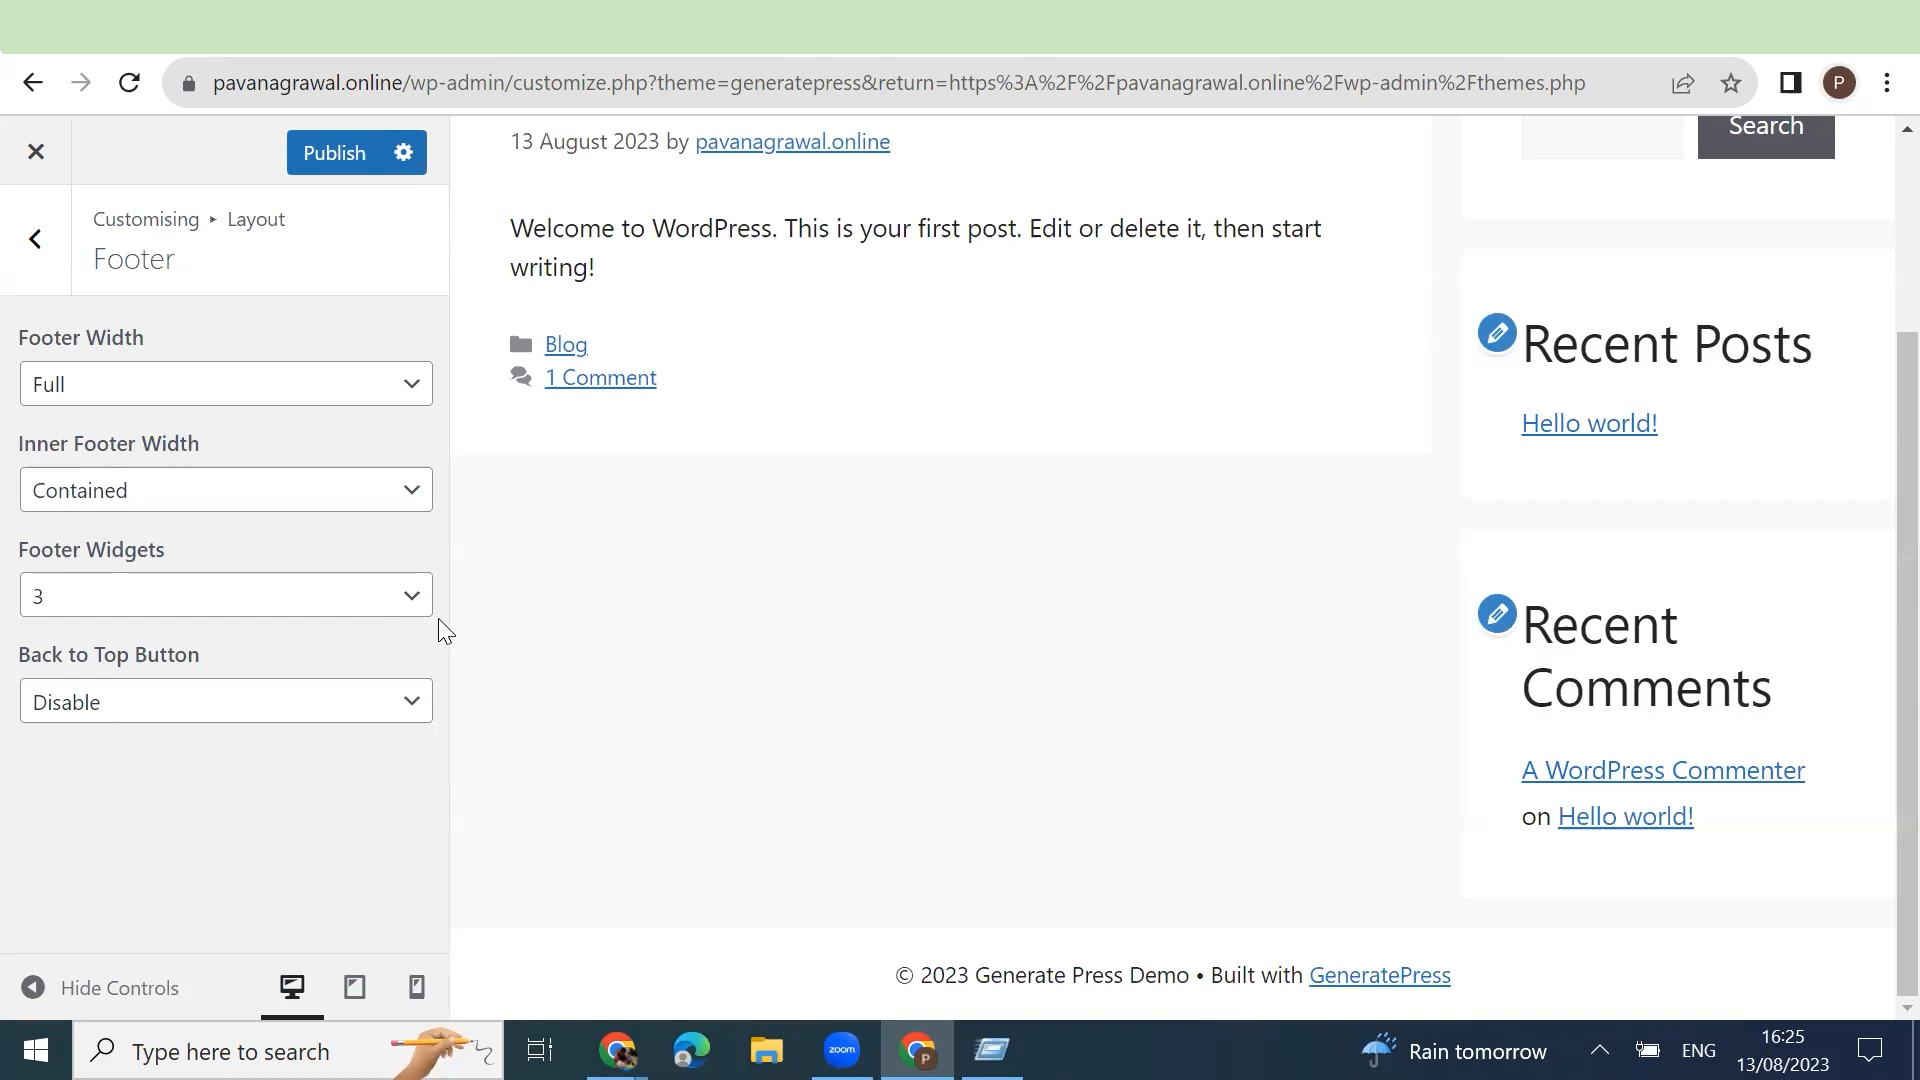 pavanagrawal.online/wp-admin/customize.php?theme=generatepress&return=https%3A%2F%2Fpavanagrawal.online%2Fwp-admin%2Fthemes.php
P
Publish
Customising ▸ Layout
Footer
Footer Width
Full
Inner Footer Width
Contained
Footer Widgets
3
Back to Top Button
Disable
Hide Controls
13 August 2023 by pavanagrawal.online
Welcome to WordPress. This is your first post. Edit or delete it, then start
writing!
Blog
1 Comment
Search
Recent Posts
Hello world!
Recent
Comments
A WordPress Commenter
on Hello world!
© 2023 Generate Press Demo • Built with GeneratePress
Type here to search
zoom
P
Rain tomorrow
ENG
16:25
13/08/2023